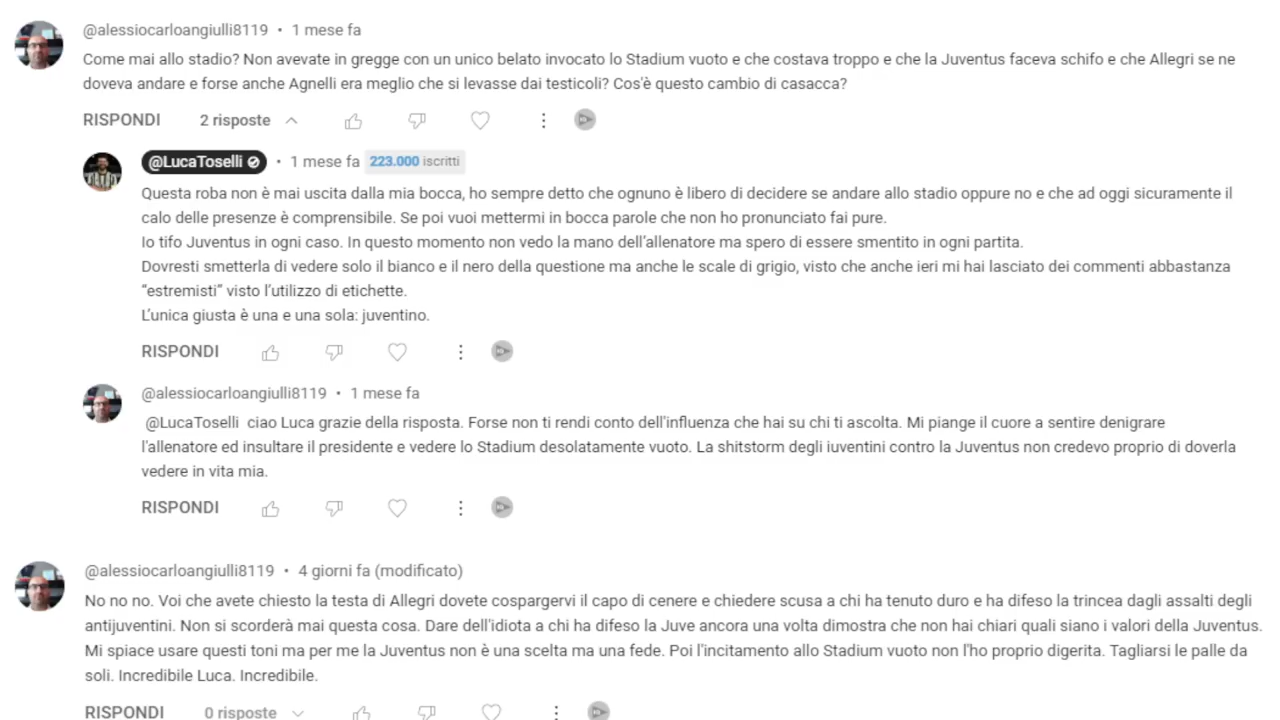 @alessiocarloangiulli8119 • 1 mese fa
Come mai allo stadio? Non avevate in gregge con un unico belato invocato lo Stadium vuoto e che costava troppo e che la Juventus faceva schifo e che Allegri se ne
doveva andare e forse anche Agnelli era meglio che si levasse dai testicoli? Cos'è questo cambio di casacca?
RISPONDI 2 risposte
@LucaToselli • 1 mese fa 223.000 iscritti
Questa roba non è mai uscita dalla mia bocca, ho sempre detto che ognuno è libero di decidere se andare allo stadio oppure no e che ad oggi sicuramente il
calo delle presenze è comprensibile. Se poi vuoi mettermi in bocca parole che non ho pronunciato fai pure.
Io tifo Juventus in ogni caso. In questo momento non vedo la mano dell'allenatore ma spero di essere smentito in ogni partita.
Dovresti smetterla di vedere solo il bianco e il nero della questione ma anche le scale di grigio, visto che anche ieri mi hai lasciato dei commenti abbastanza
“estremisti” visto l'utilizzo di etichette.
L'unica giusta è una e una sola: juventino.
RISPONDI
@alessiocarloangiulli8119 • 1 mese fa
@LucaToselli ciao Luca grazie della risposta. Forse non ti rendi conto dell'influenza che hai su chi ti ascolta. Mi piange il cuore a sentire denigrare
l'allenatore ed insultare il presidente e vedere lo Stadium desolatamente vuoto. La shitstorm degli iuventini contro la Juventus non credevo proprio di doverla
vedere in vita mia.
RISPONDI
@alessiocarloangiulli8119 • 4 giorni fa (modificato)
No no no. Voi che avete chiesto la testa di Allegri dovete cospargervi il capo di cenere e chiedere scusa a chi ha tenuto duro e ha difeso la trincea dagli assalti degli
antijuventini. Non si scorderà mai questa cosa. Dare dell'idiota a chi ha difeso la Juve ancora una volta dimostra che non hai chiari quali siano i valori della Juventus.
Mi spiace usare questi toni ma per me la Juventus non è una scelta ma una fede. Poi l'incitamento allo Stadium vuoto non l'ho proprio digerita. Tagliarsi le palle da
soli. Incredibile Luca. Incredibile.
RISPONDI 0 risposte